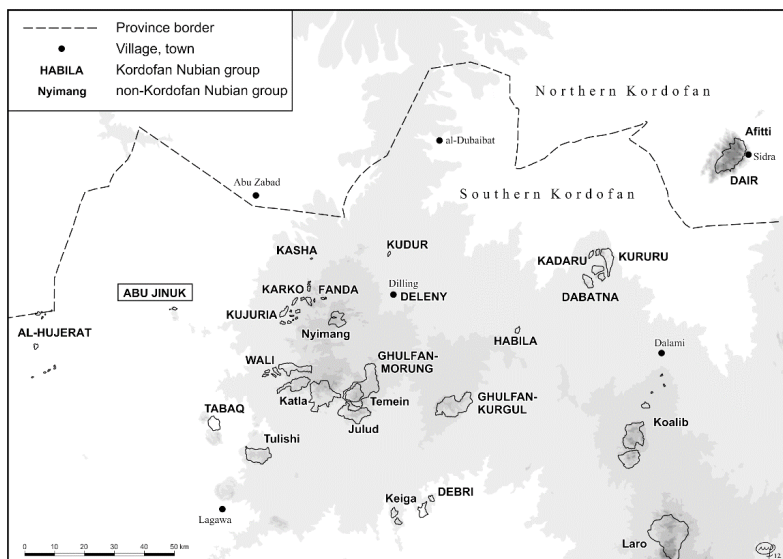 Province border
Village, town
HABILA Kordofan Nubian group
Nyimang non-Kordofan Nubian group
Northern Kordofan
al-Dubaibat
Afitti
Sidra
DAIR
Abu Zabad
Southern Kordofan
KASHA
KUDUR
KADARU
KURURU
DABATNA
ABU JINUK
KARKO
FANDA
Dilling
DELENY
KUJURIA
Nyimang
AL-HUJERAT
HABILA
Dalami
WALI
GHULFAN-
MORUNG
Katla
Temein
GHULFAN-
KURGUL
TABAQ
Julud
Koalib
Tulishi
Keiga
DEBRI
Lagawa
Laro
0 10 20 30 40 50 km